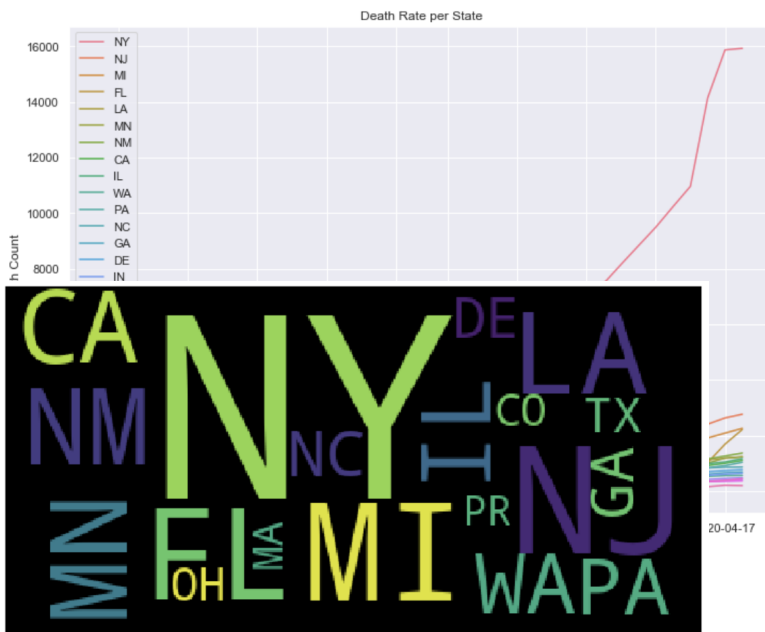 Death Rate per State
16000
14000
12000
10000
8000
h Count
NY
NJ
MI
FL
LA
MN
NM
CA
IL
WA
PA
NC
GA
DE
IN
20-04-17
CA
NY
DE
LA
NM
NC
IL
CO
TX
NJ
GA
MN
FL
MA
OH
MI
PR
WA
PA